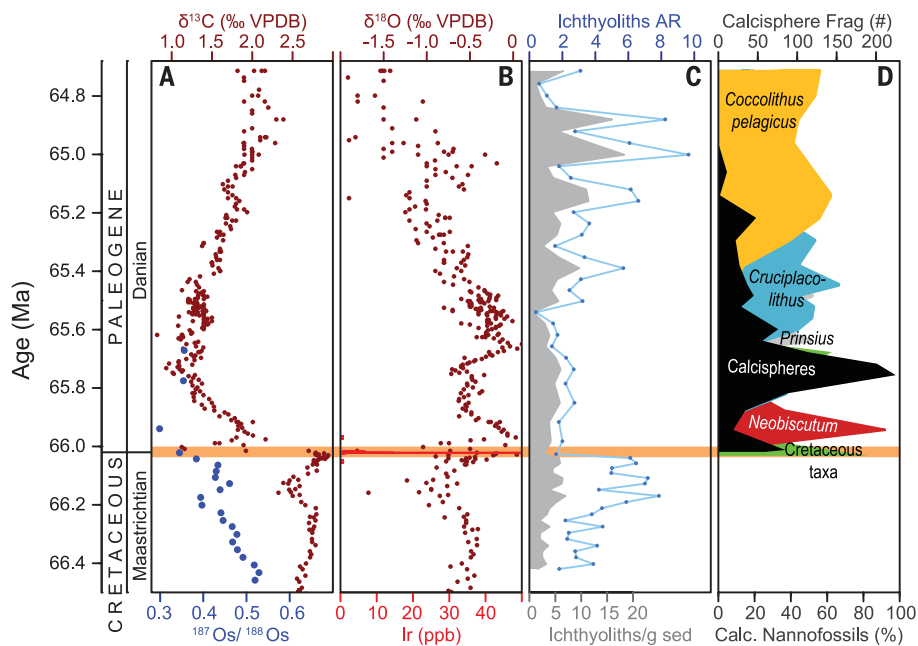 δ¹³C (‰ VPDB)
1.0 1.5 2.0 2.5
δ¹⁸O (‰ VPDB)
-1.5 -1.0 -0.5 0
Ichthyoliths AR
0 2 4 6 8 10
Calcisphere Frag (#)
0 50 100 150 200
A
B
C
D
Age (Ma)
64.8
65.0
65.2
65.4
65.6
65.8
66.0
66.2
66.4
PALEOGENE
CRETACEOUS
Danian
Maastrichtian
Coccolithus
pelagicus
Cruciplaco-
lithus
Prinsius
Calcispheres
Neobiscutum
Cretaceous
taxa
0.3 0.4 0.5 0.6
¹⁸⁷Os/ ¹⁸⁸Os
0 10 20 30 40
Ir (ppb)
0 5 10 15 20
Ichthyoliths/g sed
0 20 40 60 80 100
Calc. Nannofossils (%)